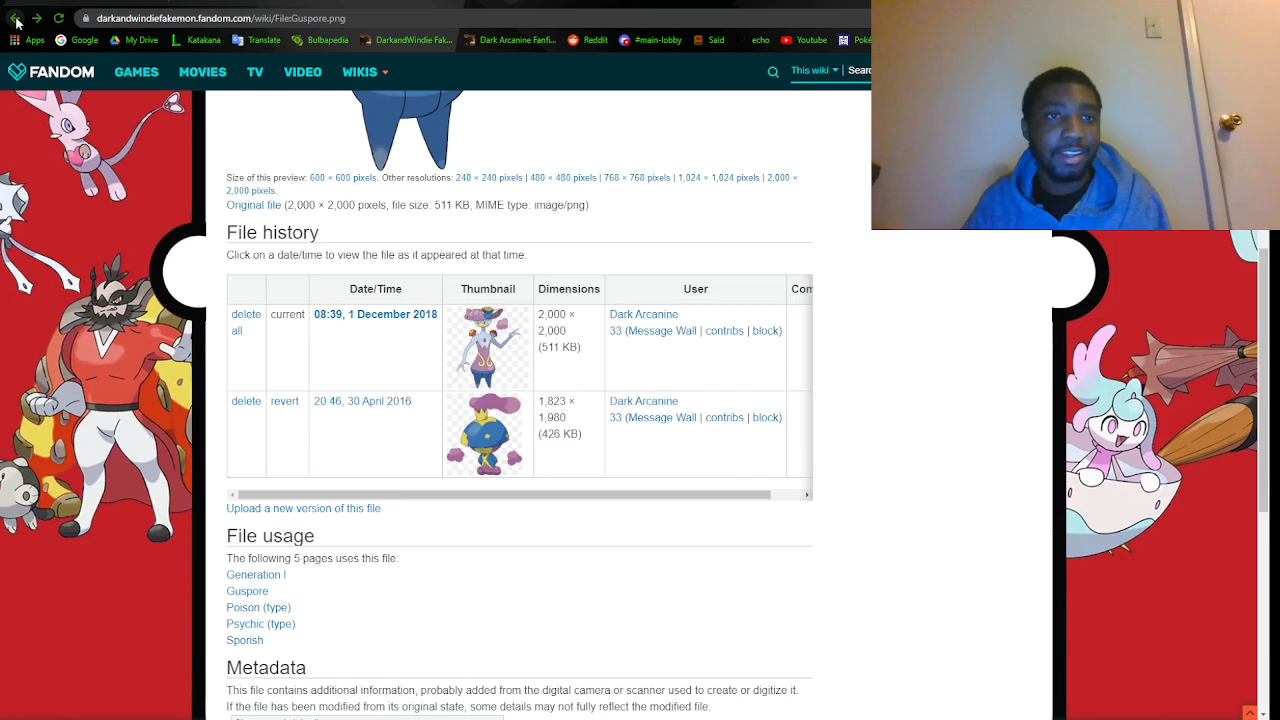 darkandwindiefakemon.fandom.com/wiki/File:Guspore.png
Apps Google My Drive Katakana Translate Bulbapedia DarkandWindie Fak... Dark Arcanine Fanfi... Reddit #main-lobby Said echo Youtube Poké
FANDOM GAMES MOVIES TV VIDEO WIKIS This wiki Searc
Size of this preview: 600 × 600 pixels. Other resolutions: 240 × 240 pixels | 480 × 480 pixels | 768 × 768 pixels | 1,024 × 1,024 pixels | 2,000 ×
2,000 pixels.
Original file (2,000 × 2,000 pixels, file size: 511 KB, MIME type: image/png)
File history
Click on a date/time to view the file as it appeared at that time.
Date/Time Thumbnail Dimensions User Com
delete all current 08:39, 1 December 2018 2,000 × 2,000 (511 KB) Dark Arcanine 33 (Message Wall | contribs | block)
delete revert 20:46, 30 April 2016 1,823 × 1,980 (426 KB) Dark Arcanine 33 (Message Wall | contribs | block)
Upload a new version of this file
File usage
The following 5 pages uses this file:
Generation I
Guspore
Poison (type)
Psychic (type)
Sporish
Metadata
This file contains additional information, probably added from the digital camera or scanner used to create or digitize it.
If the file has been modified from its original state, some details may not fully reflect the modified file.